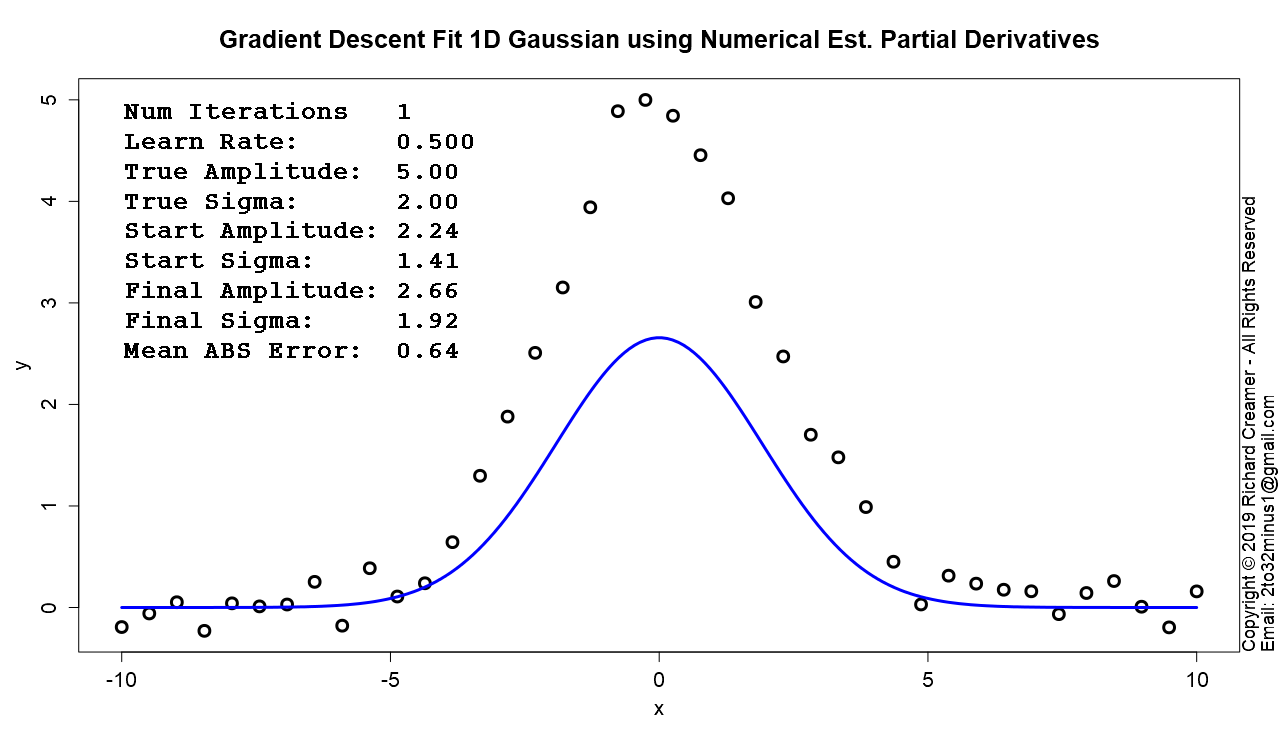 Gradient Descent Fit 1D Gaussian using Numerical Est. Partial Derivatives
Num Iterations 1
Learn Rate: 0.500
True Amplitude: 5.00
True Sigma: 2.00
Start Amplitude: 2.24
Start Sigma: 1.41
Final Amplitude: 2.66
Final Sigma: 1.92
Mean ABS Error: 0.64
5
4
3
2
1
0
y
-10
-5
0
5
10
x
Copyright © 2019 Richard Creamer - All Rights Reserved
Email: 2to32minus1@gmail.com